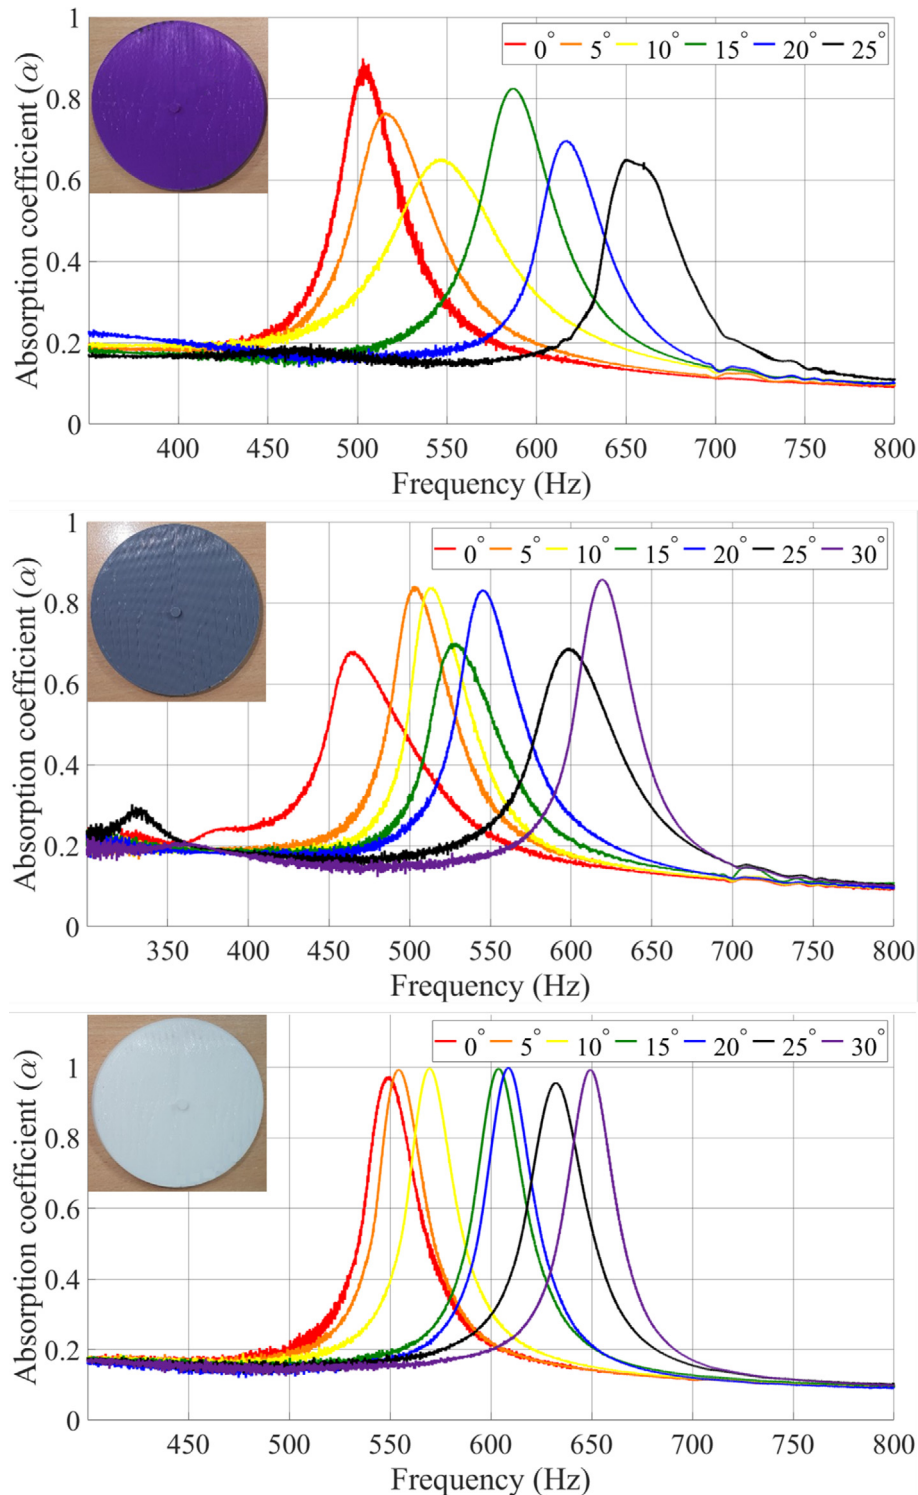 1
0.8
0.6
0.4
0.2
0
Absorption coefficient (α)
0° 5° 10° 15° 20° 25°
400 450 500 550 600 650 700 750 800
Frequency (Hz)
1
0.8
0.6
0.4
0.2
0
Absorption coefficient (α)
0° 5° 10° 15° 20° 25° 30°
350 400 450 500 550 600 650 700 750 800
Frequency (Hz)
1
0.8
0.6
0.4
0.2
0
Absorption coefficient (α)
0° 5° 10° 15° 20° 25° 30°
450 500 550 600 650 700 750 800
Frequency (Hz)